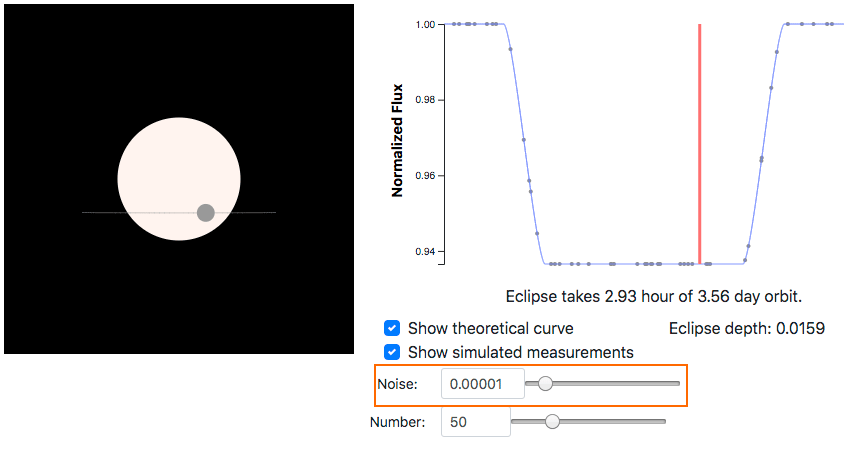 1.00
0.98
0.96
0.94
Normalized Flux
Eclipse takes 2.93 hour of 3.56 day orbit.
Show theoretical curve
Eclipse depth: 0.0159
Show simulated measurements
Noise: 0.00001
Number: 50